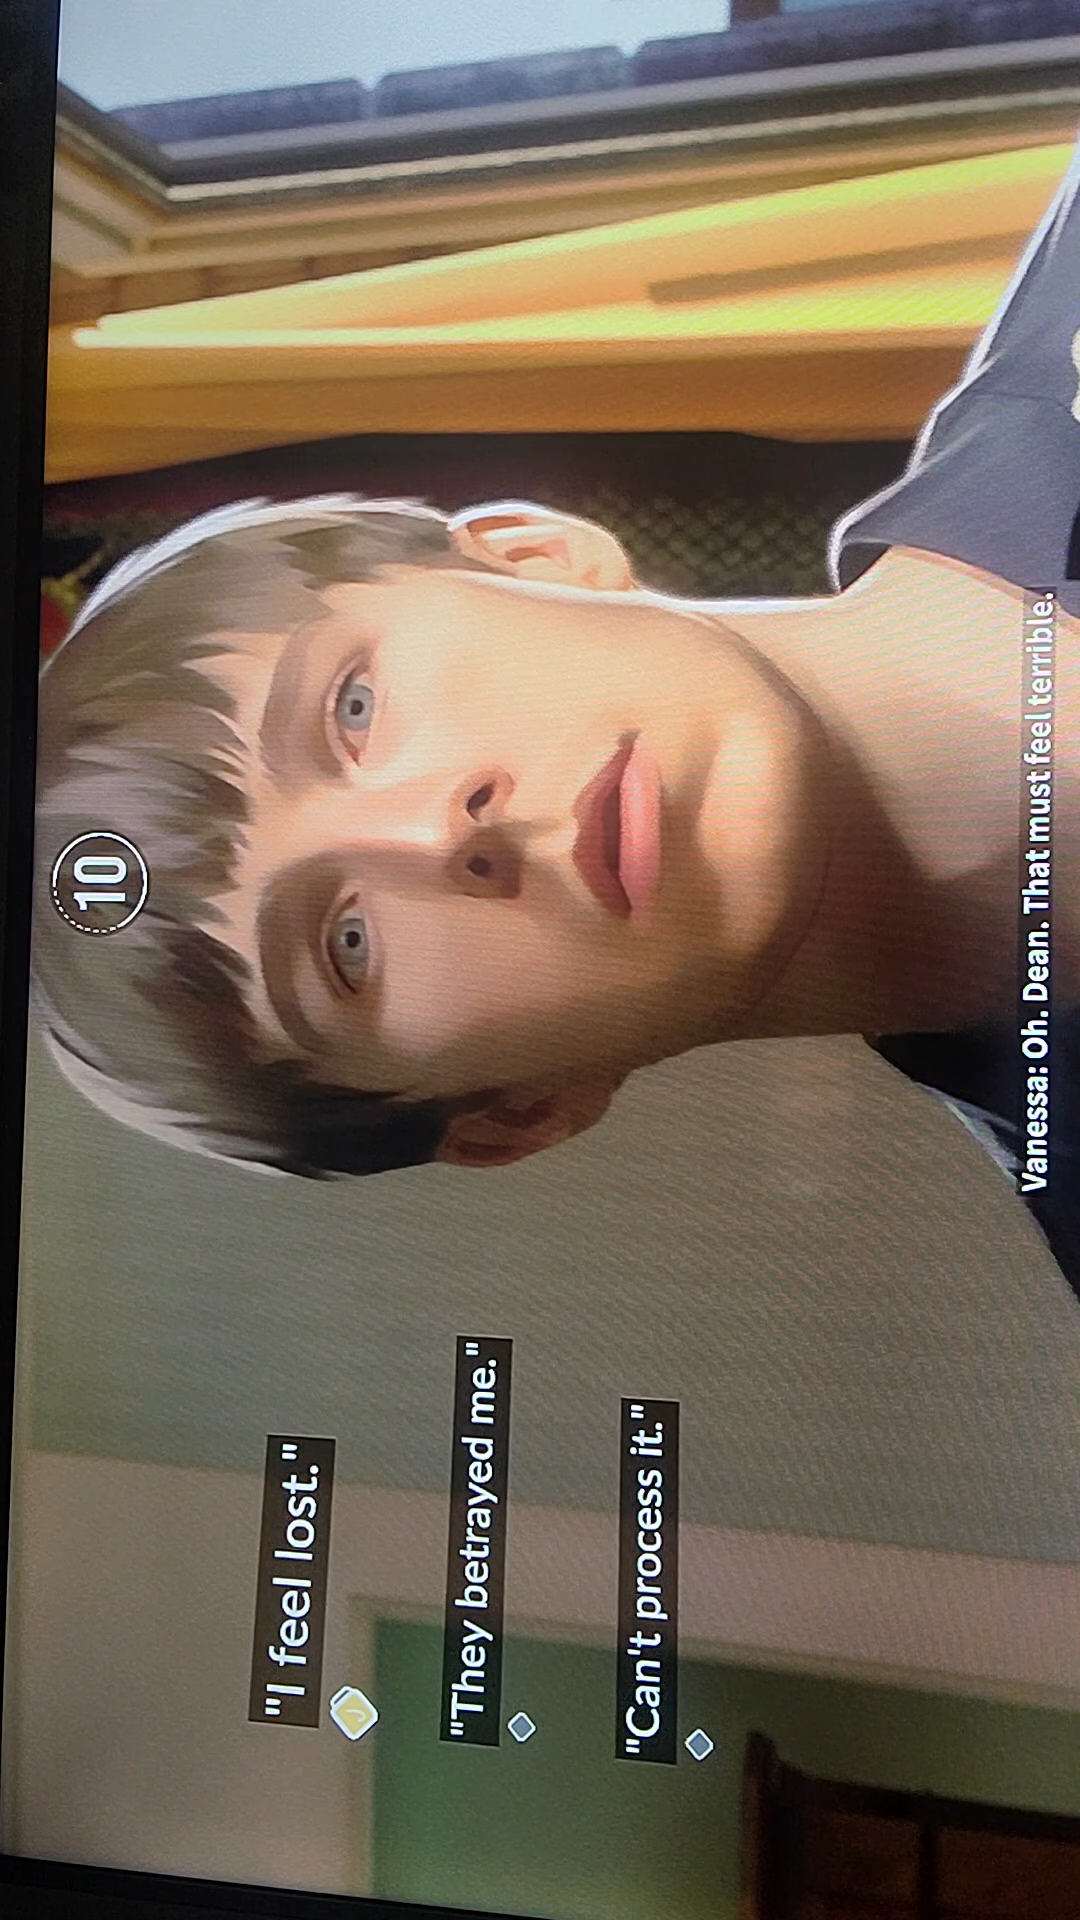 10
"I feel lost."
"They betrayed me."
"Can't process it."
Vanessa: Oh. Dean. That must feel terrible.